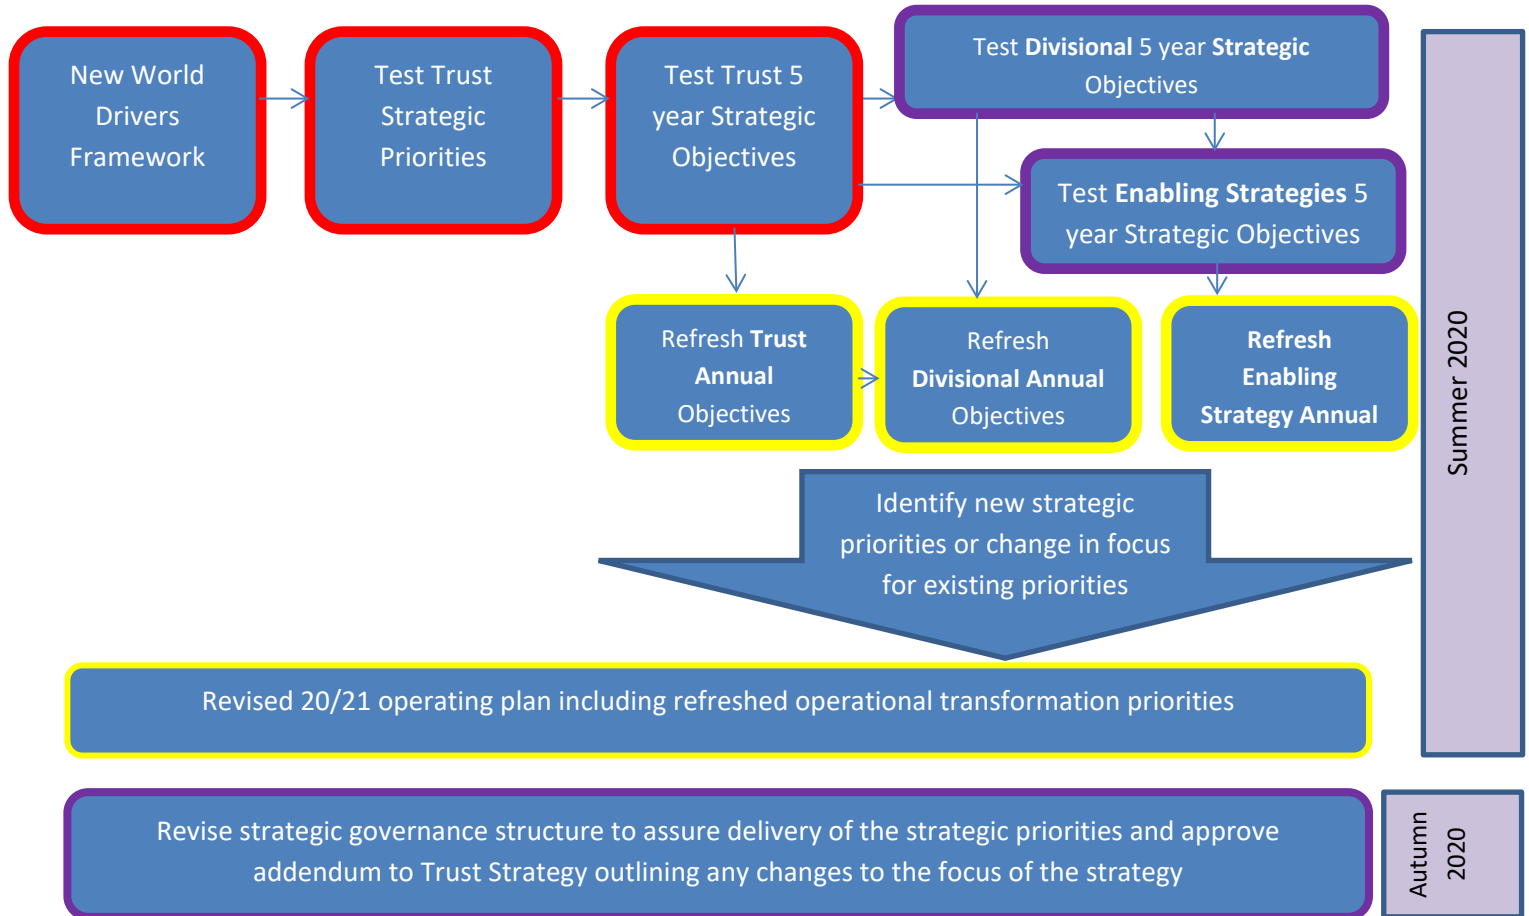 New World
Drivers
Framework
Test Trust
Strategic
Priorities
Test Trust 5
year Strategic
Objectives
Test Divisional 5 year Strategic
Objectives
Test Enabling Strategies 5
year Strategic Objectives
Refresh Trust
Annual
Objectives
Refresh
Divisional Annual
Objectives
Refresh
Enabling
Strategy Annual
Identify new strategic
priorities or change in focus
for existing priorities
Revised 20/21 operating plan including refreshed operational transformation priorities
Summer 2020
Revise strategic governance structure to assure delivery of the strategic priorities and approve
addendum to Trust Strategy outlining any changes to the focus of the strategy
Autumn
2020